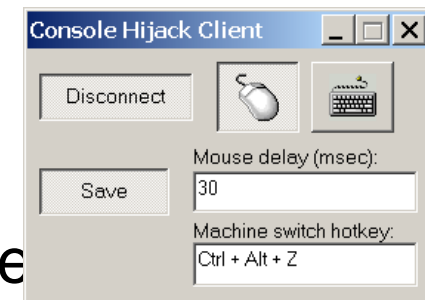 Console Hijack Client
Disconnect
Mouse delay (msec):
Save
30
Machine switch hotkey:
Ctrl + Alt + Z
e